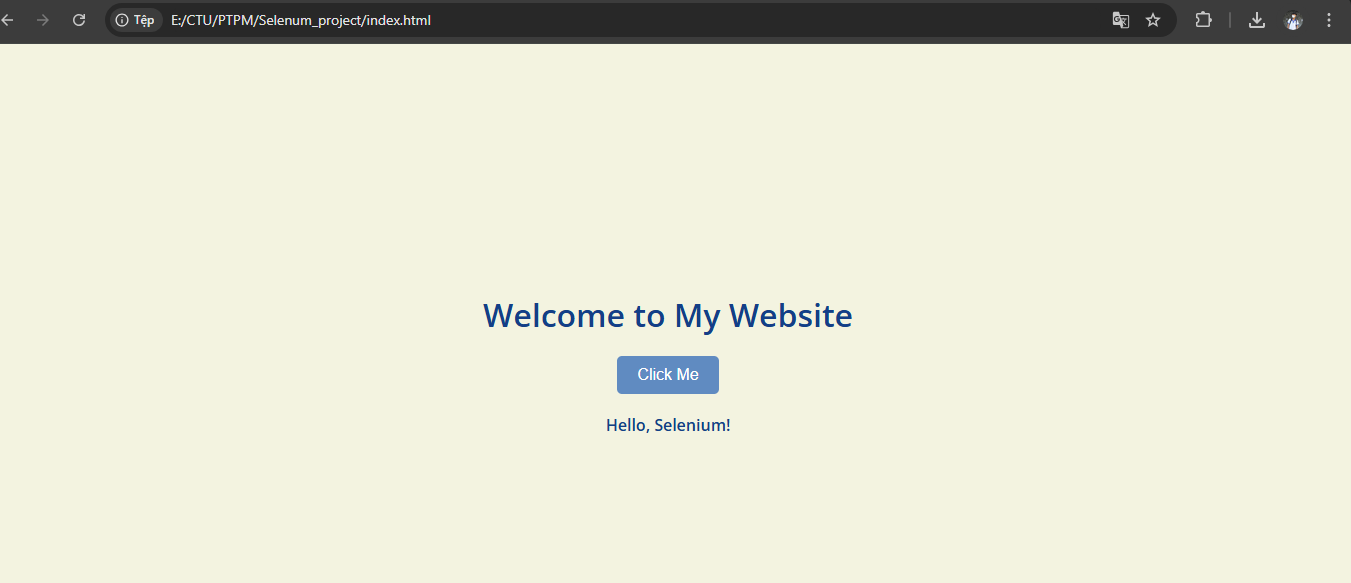 Tệp E:/CTU/PTPM/Selenum_project/index.html
Welcome to My Website
Click Me
Hello, Selenium!